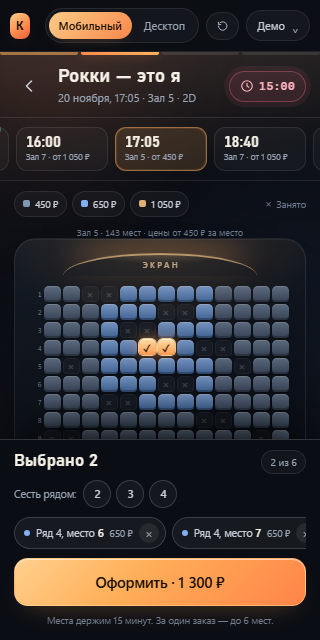 К
Мобильный
Десктоп
Демо
Рокки — это я
20 ноября, 17:05 · Зал 5 · 2D
15:00
16:00
Зал 7 · от 1 050 ₽
17:05
Зал 5 · от 450 ₽
18:40
Зал 7 · от 1 050 ₽
450 ₽
650 ₽
1 050 ₽
× Занято
Зал 5 · 143 мест · цены от 450 ₽ за место
ЭКРАН
1
2
3
4
5
6
7
8
Выбрано 2
2 из 6
Сесть рядом: 2 3 4
Ряд 4, место 6 650 ₽ ×
Ряд 4, место 7 650 ₽ ×
Оформить · 1 300 ₽
Места держим 15 минут. За один заказ — до 6 мест.